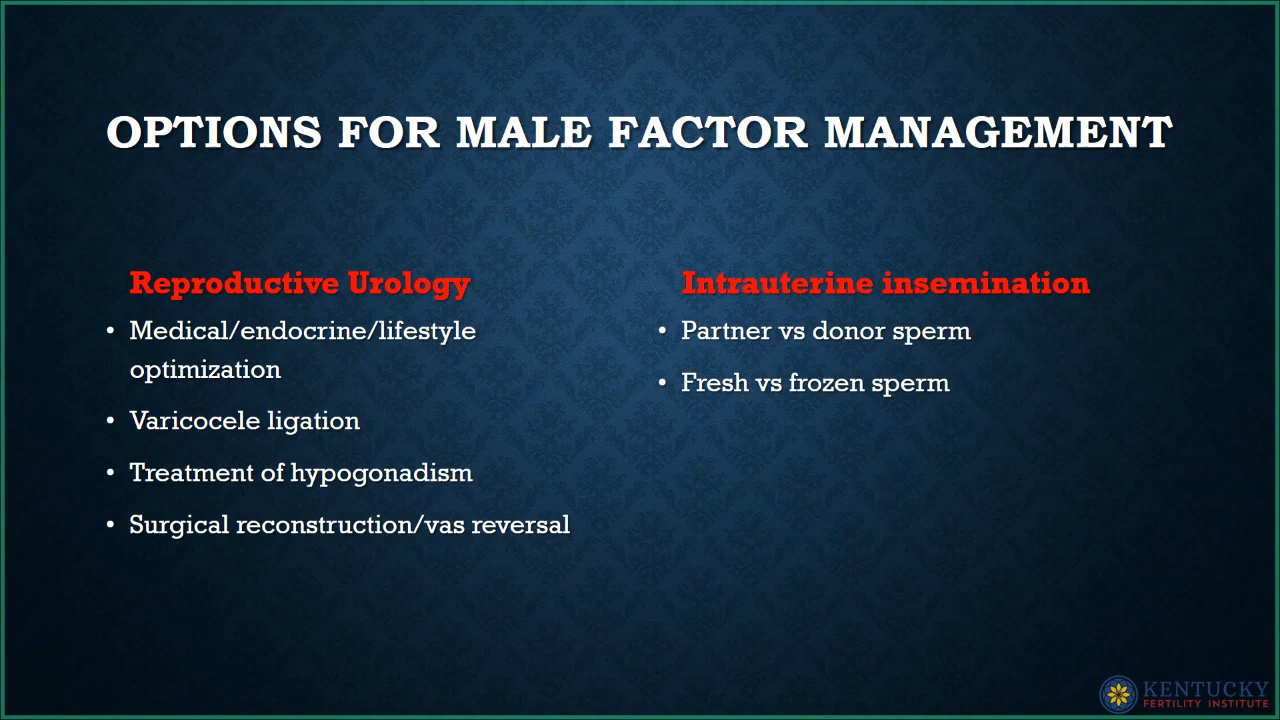 OPTIONS FOR MALE FACTOR MANAGEMENT
Reproductive Urology
• Medical/endocrine/lifestyle
optimization
• Varicocele ligation
• Treatment of hypogonadism
• Surgical reconstruction/vas reversal
Intrauterine insemination
• Partner vs donor sperm
• Fresh vs frozen sperm
KENTUCKY
FERTILITY INSTITUTE